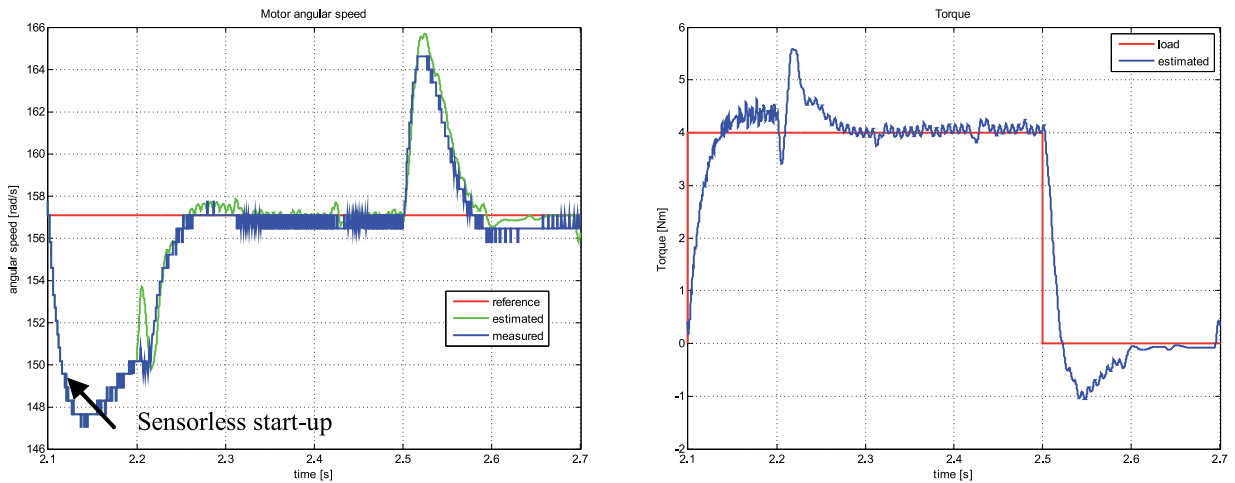 Motor angular speed
166
164
162
160
158
156
154
152
150
148
146
angular speed [rad/s]
2.1
2.2
2.3
2.4
2.5
2.6
2.7
time [s]
reference
estimated
measured
Sensorless start-up
Torque
6
5
4
3
2
1
0
-1
-2
Torque [Nm]
2.1
2.2
2.3
2.4
2.5
2.6
2.7
time [s]
load
estimated